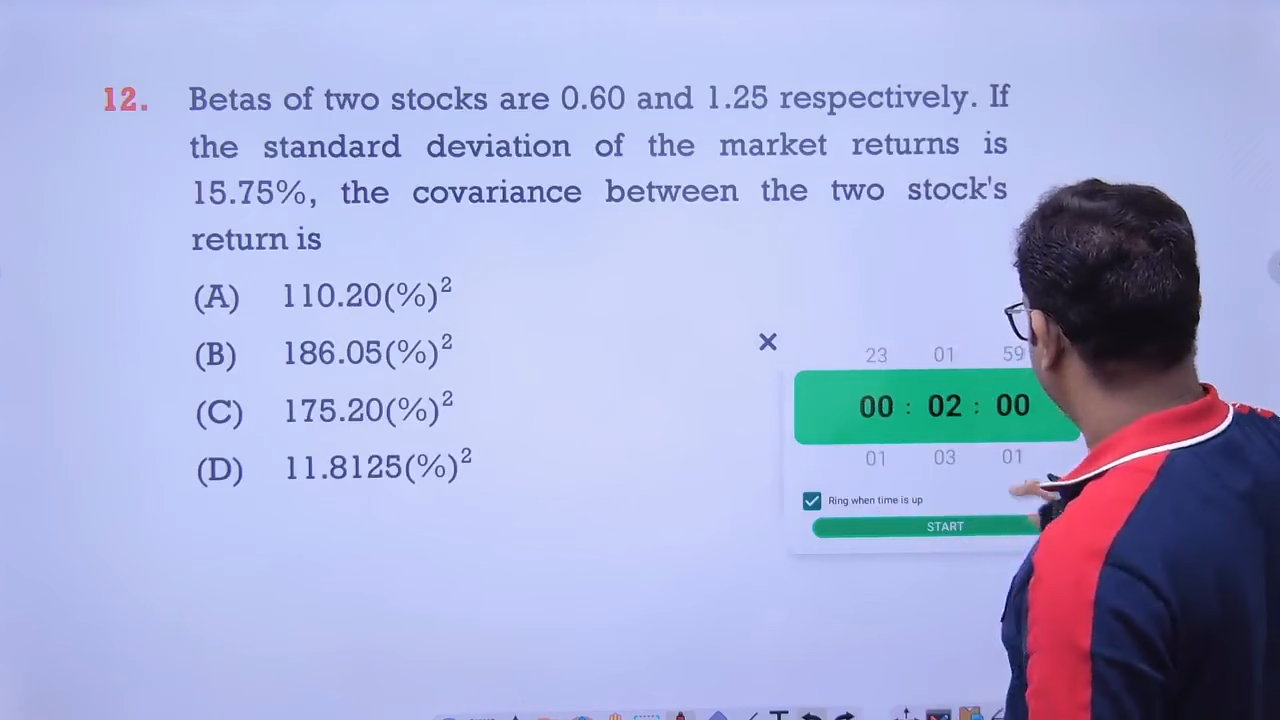 12. Betas of two stocks are 0.60 and 1.25 respectively. If
the standard deviation of the market returns is
15.75%, the covariance between the two stock's
return is
(A) 110.20(%)²
(B) 186.05(%)²
(C) 175.20(%)²
(D) 11.8125(%)²
×
23 01 59
00 : 02 : 00
01 03 01
Ring when time is up
START